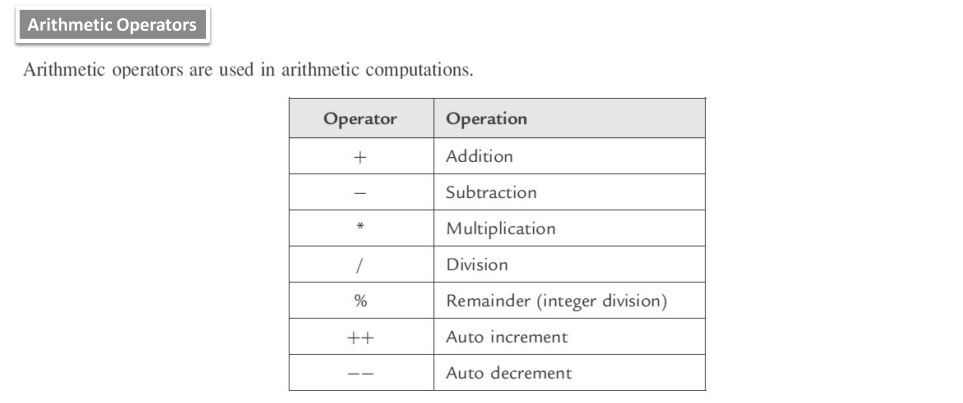 Arithmetic Operators
Arithmetic operators are used in arithmetic computations.
Operator Operation
+ Addition
− Subtraction
* Multiplication
/ Division
% Remainder (integer division)
++ Auto increment
−− Auto decrement